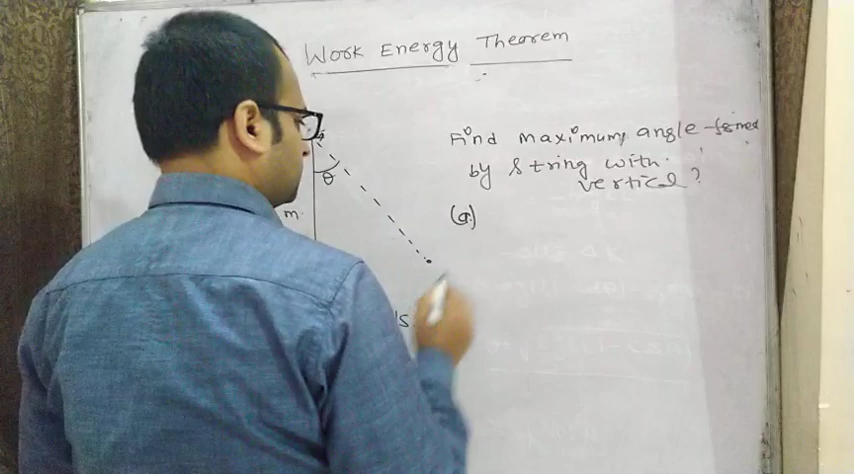 Work Energy Theorem
Find maximum angle formed
by string with
vertical?
(a)
θ
m.